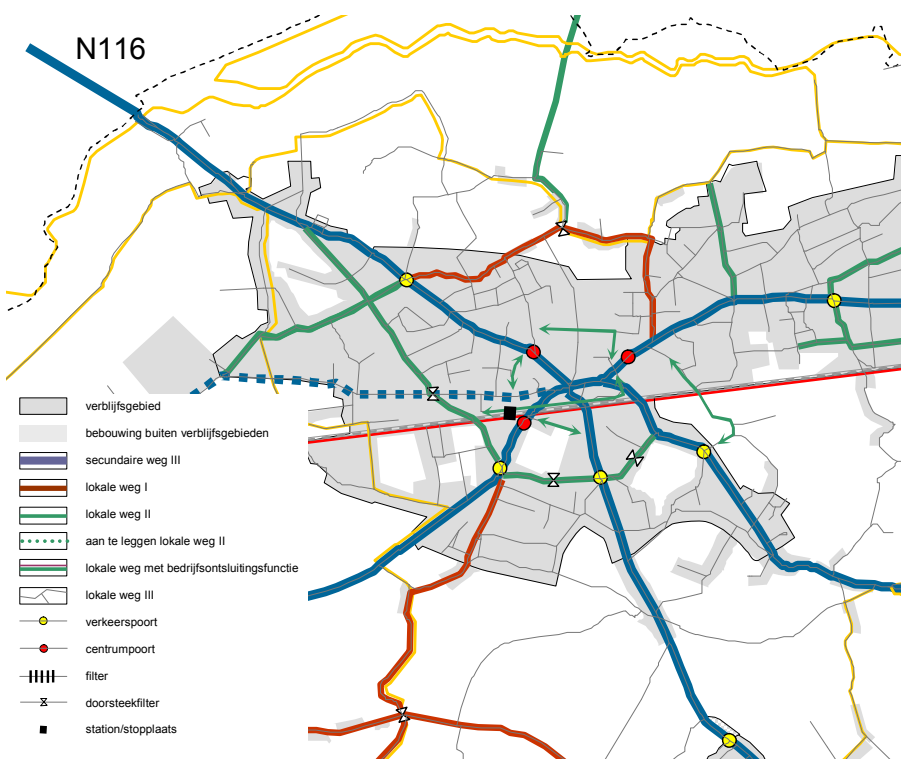 N116
verblijfsgebied
bebouwing buiten verblijfsgebieden
secundaire weg III
lokale weg I
lokale weg II
aan te leggen lokale weg II
lokale weg met bedrijfsontsluitingsfunctie
lokale weg III
verkeerspoort
centrumpoort
filter
doorsteekfilter
station/stopplaats